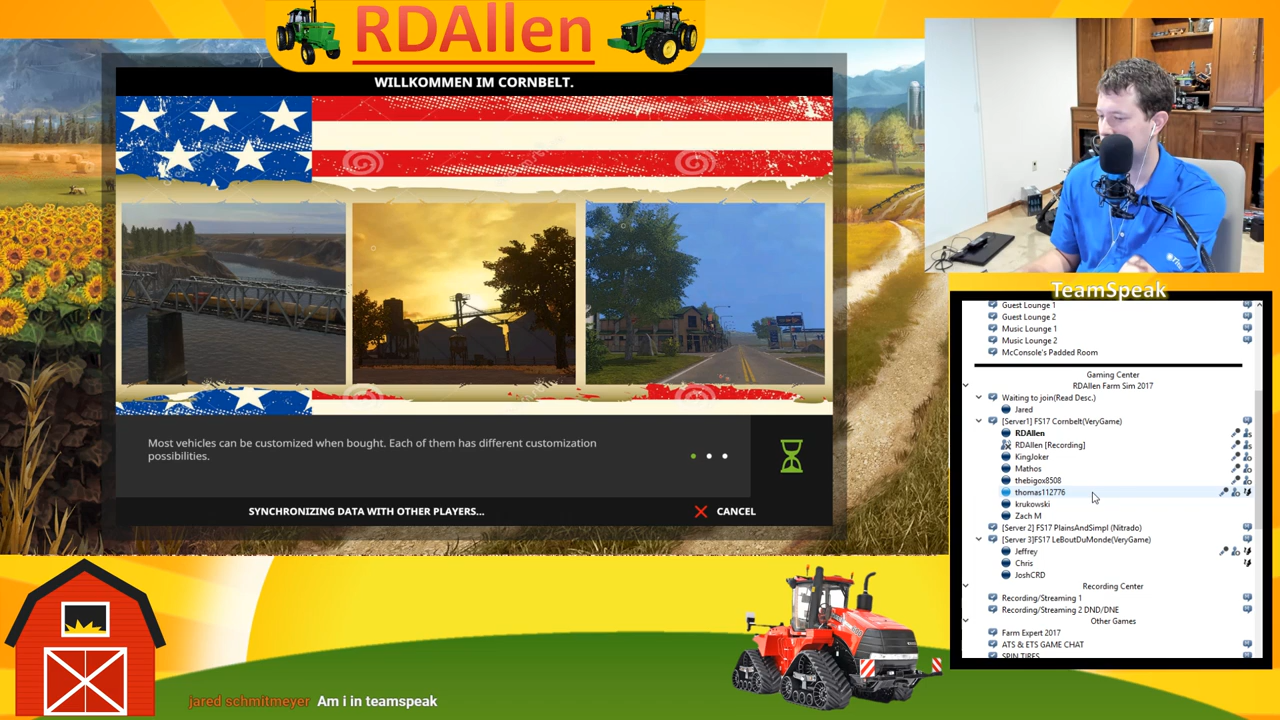 RDAllen
WILLKOMMEN IM CORNBELT.
Most vehicles can be customized when bought. Each of them has different customization
possibilities.
SYNCHRONIZING DATA WITH OTHER PLAYERS...
CANCEL
TeamSpeak
Guest Lounge 1
Guest Lounge 2
Music Lounge 1
Music Lounge 2
McConsole's Padded Room
Gaming Center
RDAllen Farm Sim 2017
Waiting to join(Read Desc.)
Jared
[Server1] FS17 Cornbelt(VeryGame)
RDAllen
RDAllen [Recording]
KingJoker
Mathos
thebigox8508
thomas112776
krukowski
Zach M
[Server 2] FS17 PlainsAndSimpl (Nitrado)
[Server 3]FS17 LeBoutDuMonde(VeryGame)
Jeffrey
Chris
JoshCRD
Recording Center
Recording/Streaming 1
Recording/Streaming 2 DND/DNE
Other Games
Farm Expert 2017
ATS & ETS GAME CHAT
SPIN TIRES
jared schmitmeyer Am i in teamspeak